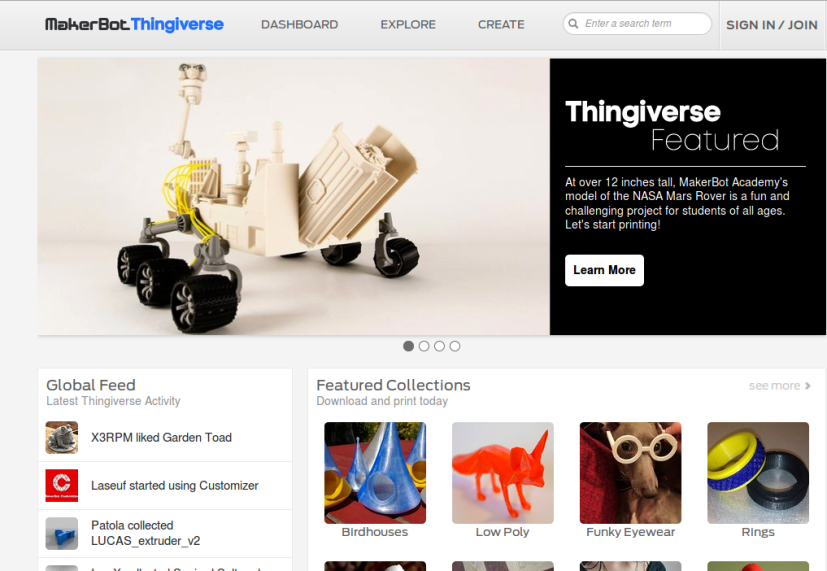 MakerBot Thingiverse
DASHBOARD
EXPLORE
CREATE
Enter a search term
SIGN IN / JOIN
Thingiverse
Featured
At over 12 inches tall, MakerBot Academy's
model of the NASA Mars Rover is a fun and
challenging project for students of all ages.
Let's start printing!
Learn More
Global Feed
Latest Thingiverse Activity
X3RPM liked Garden Toad
Laseuf started using Customizer
Patola collected
LUCAS_extruder_v2
Featured Collections
Download and print today
see more
Birdhouses
Low Poly
Funky Eyewear
Rings